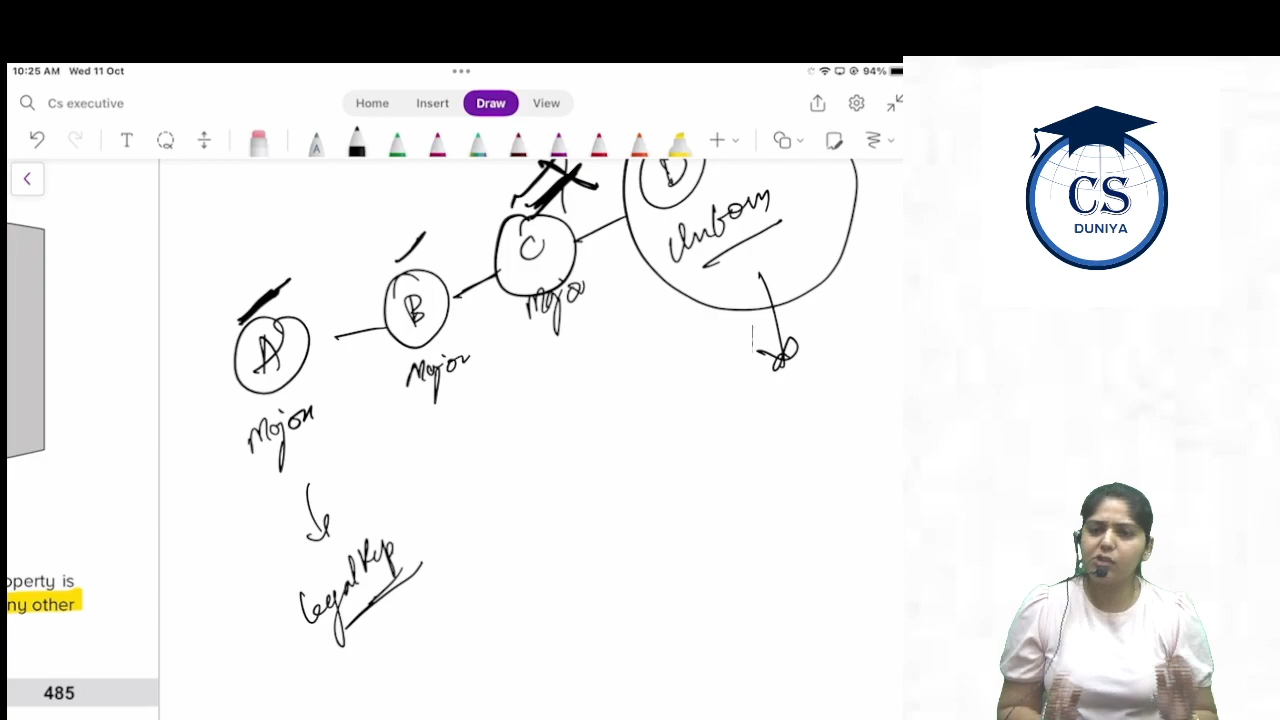 10:25 AM Wed 11 Oct
94%
Cs executive
Home Insert Draw View
T
A
D
Unborn
C
Major
B
Major
A
Major
Legal Rep
operty is
ny other
485
CS
DUNIYA